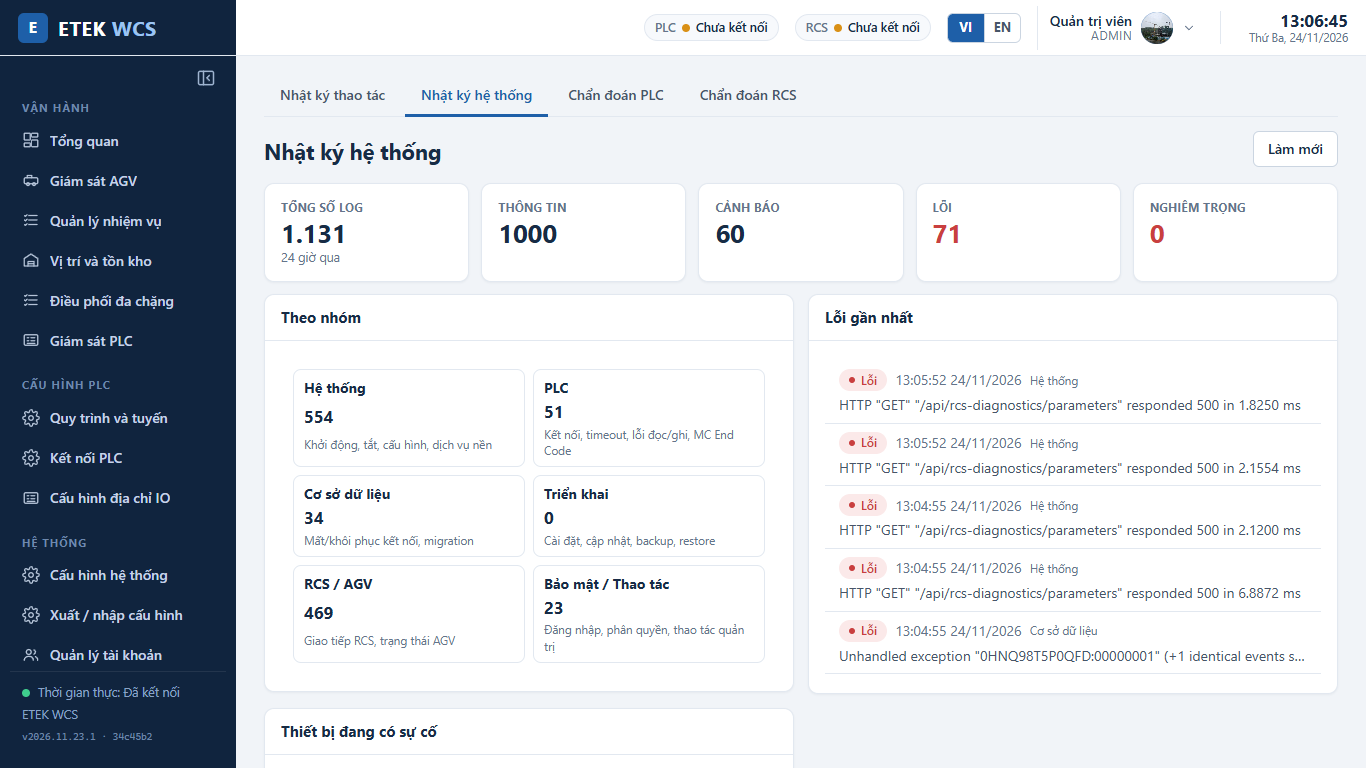 E ETEK WCS
PLC Chưa kết nối
RCS Chưa kết nối
VI EN
Quản trị viên
ADMIN
13:06:45
Thứ Ba, 24/11/2026
VẬN HÀNH
Tổng quan
Giám sát AGV
Quản lý nhiệm vụ
Vị trí và tồn kho
Điều phối đa chặng
Giám sát PLC
CẤU HÌNH PLC
Quy trình và tuyến
Kết nối PLC
Cấu hình địa chỉ IO
HỆ THỐNG
Cấu hình hệ thống
Xuất / nhập cấu hình
Quản lý tài khoản
Thời gian thực: Đã kết nối
ETEK WCS
v2026.11.23.1 · 34c45b2
Nhật ký thao tác
Nhật ký hệ thống
Chẩn đoán PLC
Chẩn đoán RCS
Nhật ký hệ thống
Làm mới
TỔNG SỐ LOG
1.131
24 giờ qua
THÔNG TIN
1000
CẢNH BÁO
60
LỖI
71
NGHIÊM TRỌNG
0
Theo nhóm
Hệ thống
554
Khởi động, tắt, cấu hình, dịch vụ nền
PLC
51
Kết nối, timeout, lỗi đọc/ghi, MC End
Code
Cơ sở dữ liệu
34
Mất/khôi phục kết nối, migration
Triển khai
0
Cài đặt, cập nhật, backup, restore
RCS / AGV
469
Giao tiếp RCS, trạng thái AGV
Bảo mật / Thao tác
23
Đăng nhập, phân quyền, thao tác quản
trị
Lỗi gần nhất
Lỗi 13:05:52 24/11/2026 Hệ thống
HTTP "GET" "/api/rcs-diagnostics/parameters" responded 500 in 1.8250 ms
Lỗi 13:05:52 24/11/2026 Hệ thống
HTTP "GET" "/api/rcs-diagnostics/parameters" responded 500 in 2.1554 ms
Lỗi 13:04:55 24/11/2026 Hệ thống
HTTP "GET" "/api/rcs-diagnostics/parameters" responded 500 in 2.1200 ms
Lỗi 13:04:55 24/11/2026 Hệ thống
HTTP "GET" "/api/rcs-diagnostics/parameters" responded 500 in 6.8872 ms
Lỗi 13:04:55 24/11/2026 Cơ sở dữ liệu
Unhandled exception "0HNQ98T5P0QFD:00000001" (+1 identical events s...
Thiết bị đang có sự cố